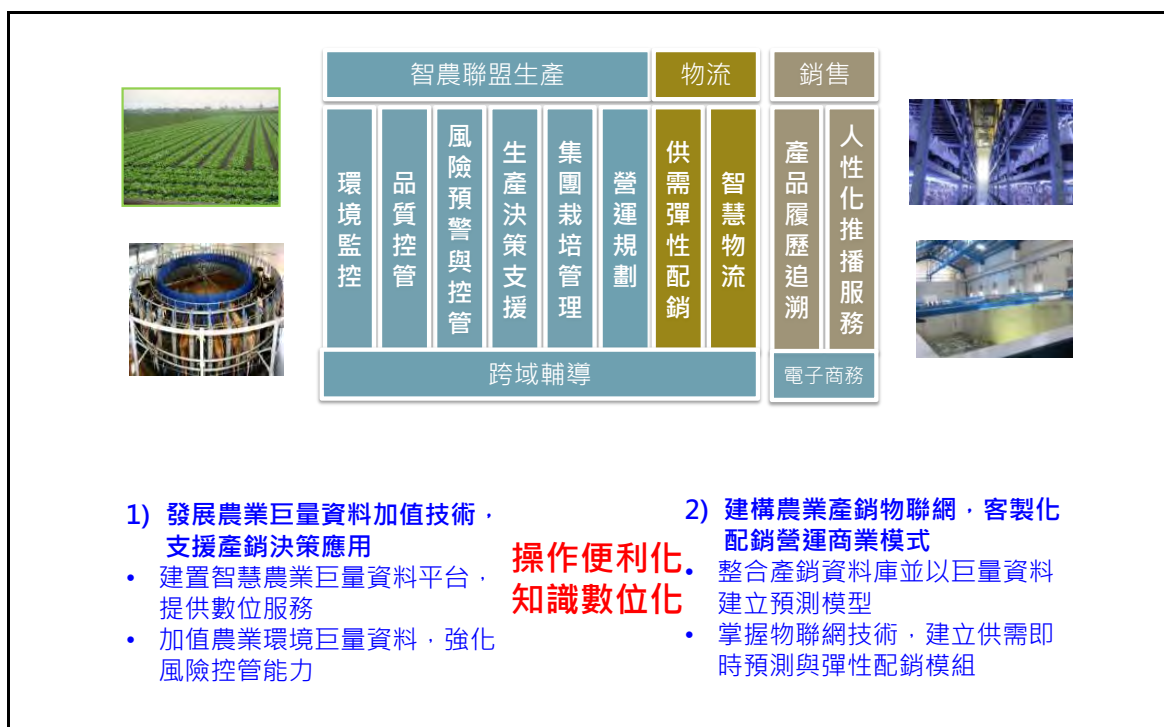 智農聯盟生產
物流
銷售
環境監控
品質控管
風險預警與控管
生產決策支援
集團栽培管理
營運規劃
供需彈性配銷
智慧物流
產品履歷追溯
人性化推播服務
跨域輔導
電子商務
1) 發展農業巨量資料加值技術，
支援產銷決策應用
• 建置智慧農業巨量資料平台，
提供數位服務
• 加值農業環境巨量資料，強化
風險控管能力
操作便利化
知識數位化
2) 建構農業產銷物聯網，客製化
配銷營運商業模式
• 整合產銷資料庫並以巨量資料
建立預測模型
• 掌握物聯網技術，建立供需即
時預測與彈性配銷模組